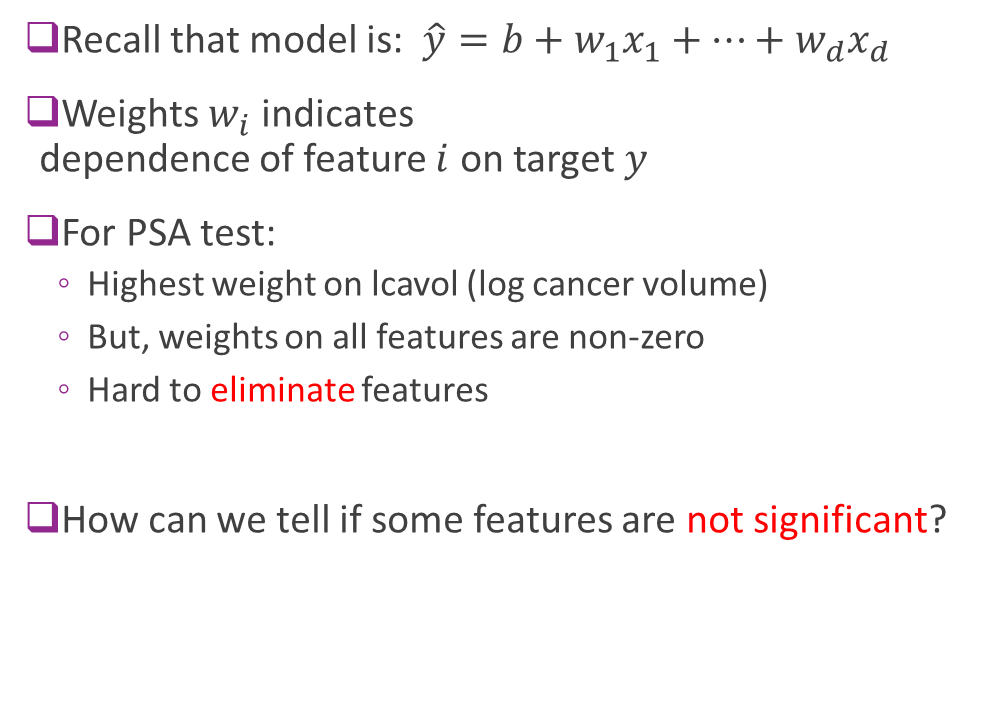 ❑Recall that model is: ŷ = b + w₁x₁ + ⋯ + w_d x_d
❑Weights wᵢ indicates
dependence of feature i on target y
❑For PSA test:
◦ Highest weight on lcavol (log cancer volume)
◦ But, weights on all features are non-zero
◦ Hard to eliminate features
❑How can we tell if some features are not significant?